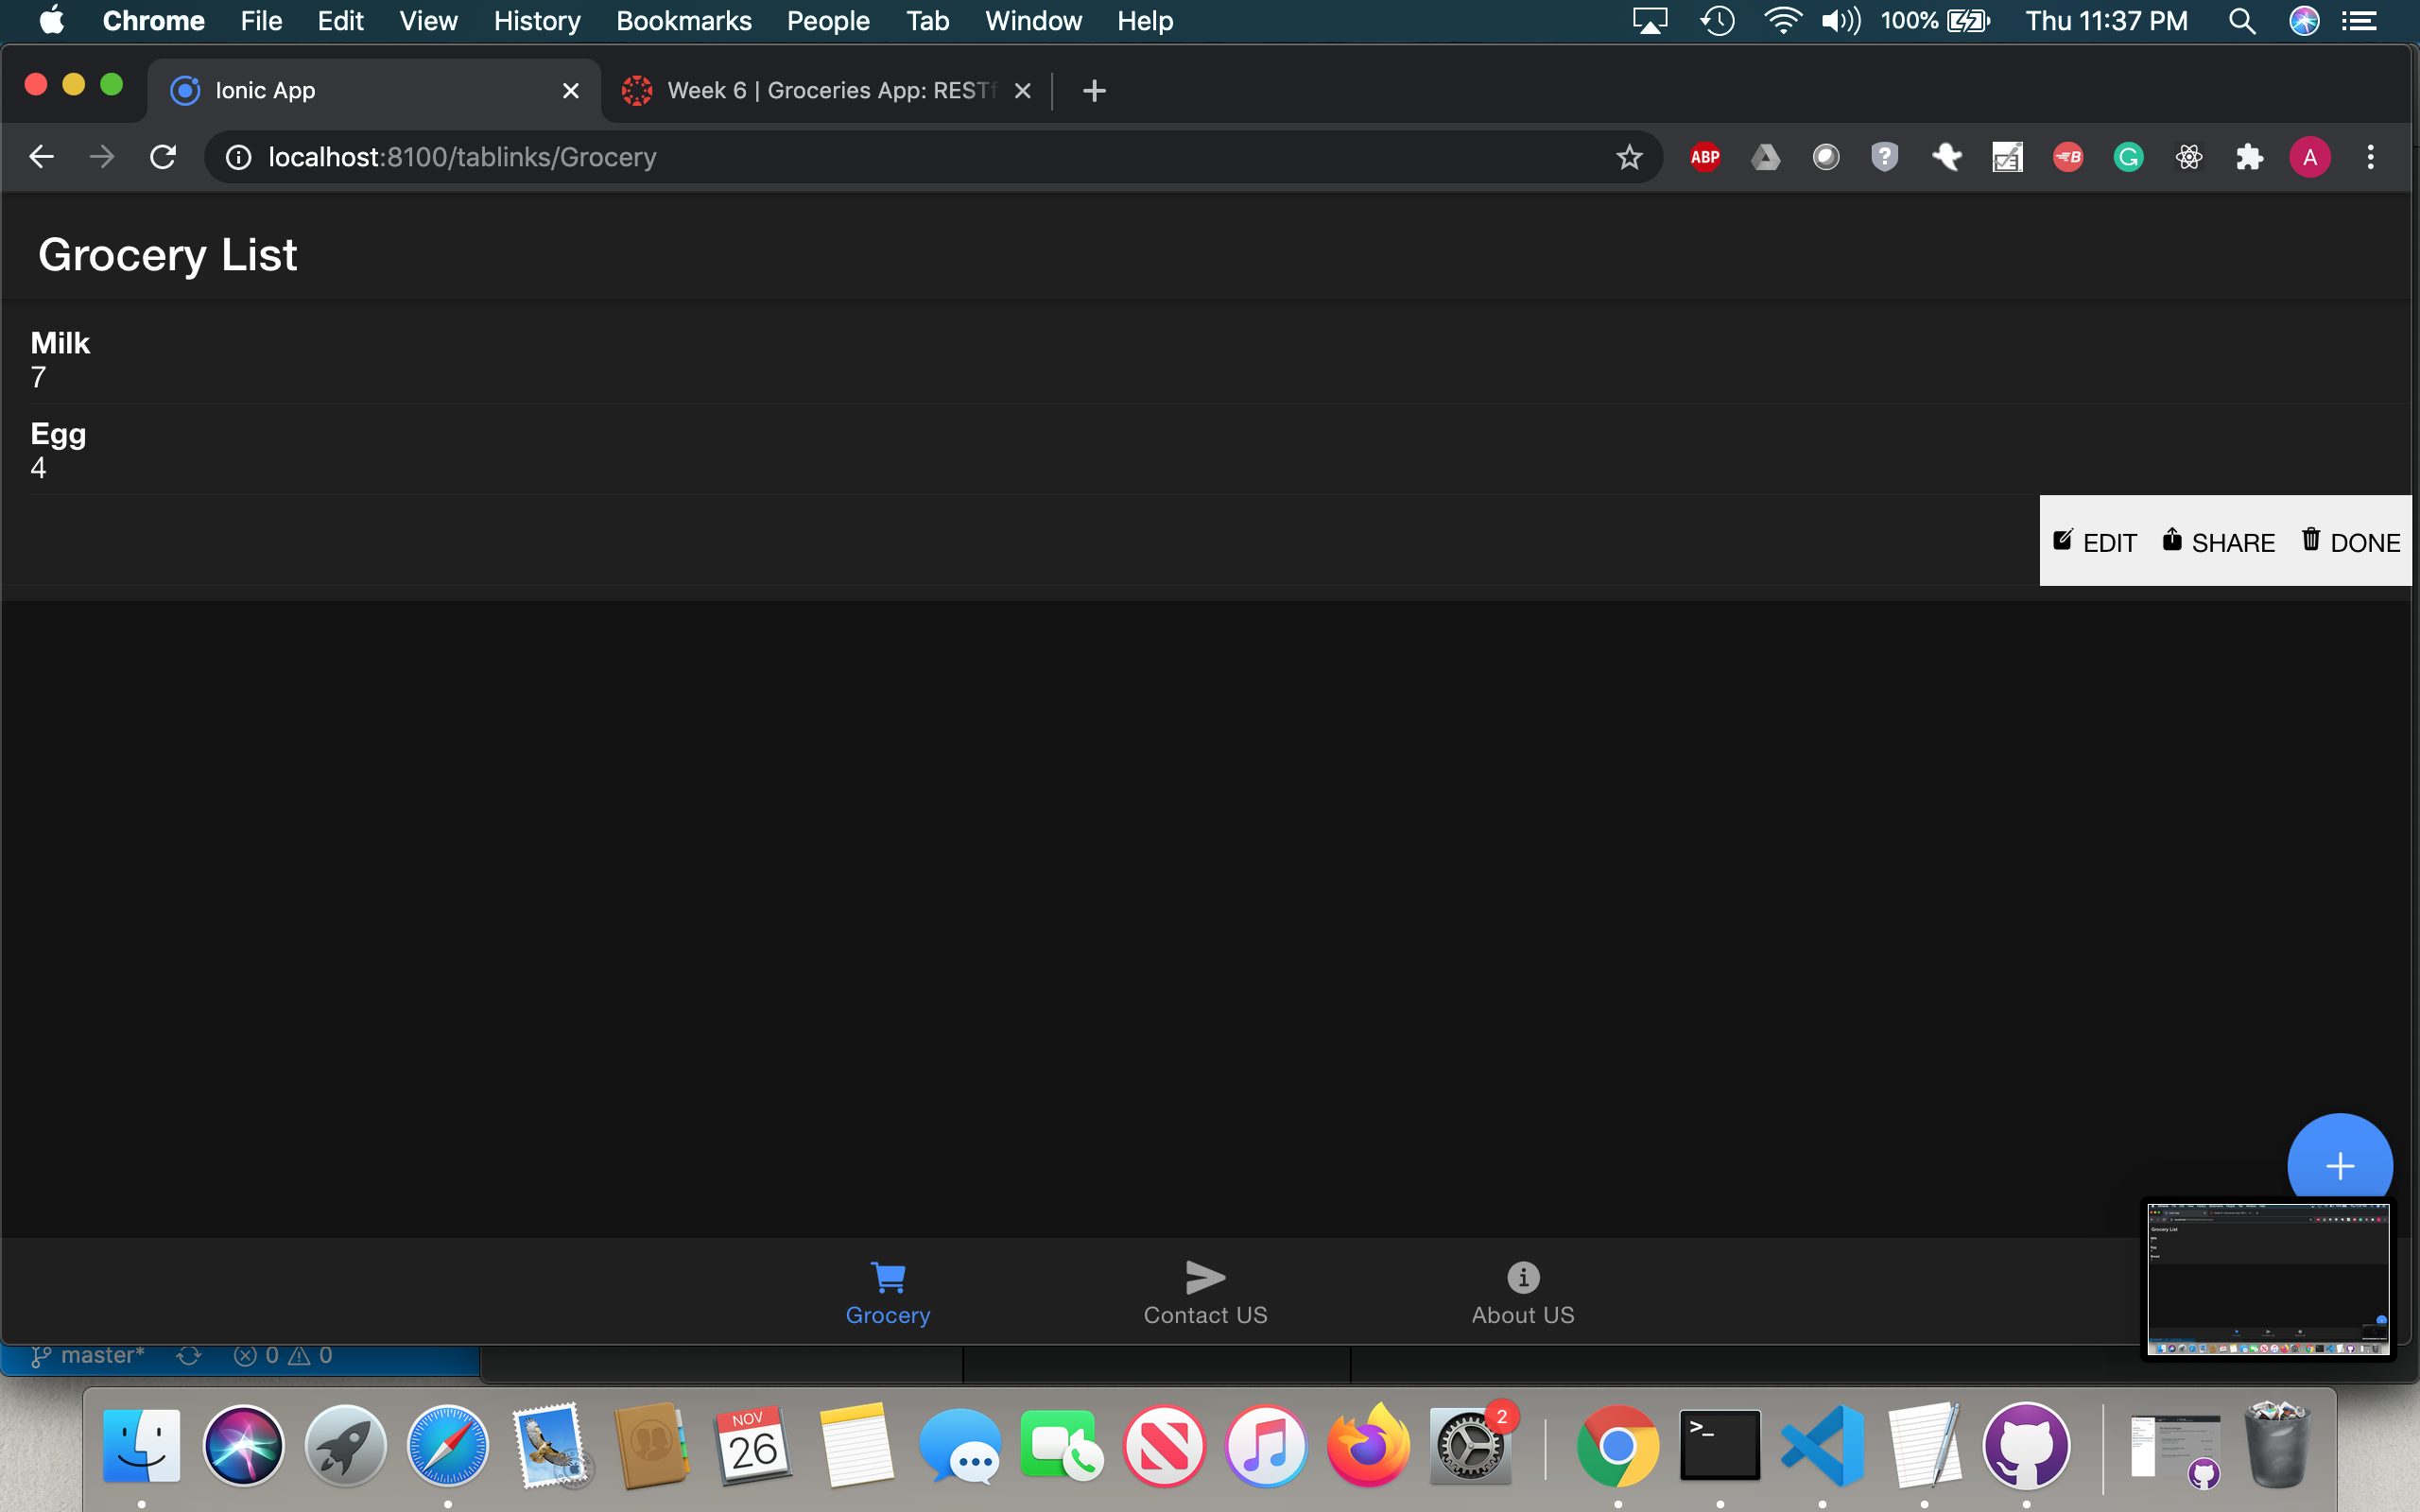 Chrome File Edit View History Bookmarks People Tab Window Help 100% Thu 11:37 PM
Ionic App Week 6 | Groceries App: RESTf
localhost:8100/tablinks/Grocery ABP A
Grocery List
Milk
7
Egg
4
EDIT SHARE DONE
Grocery Contact US About US
master* 0 0
NOV
26
2
>_